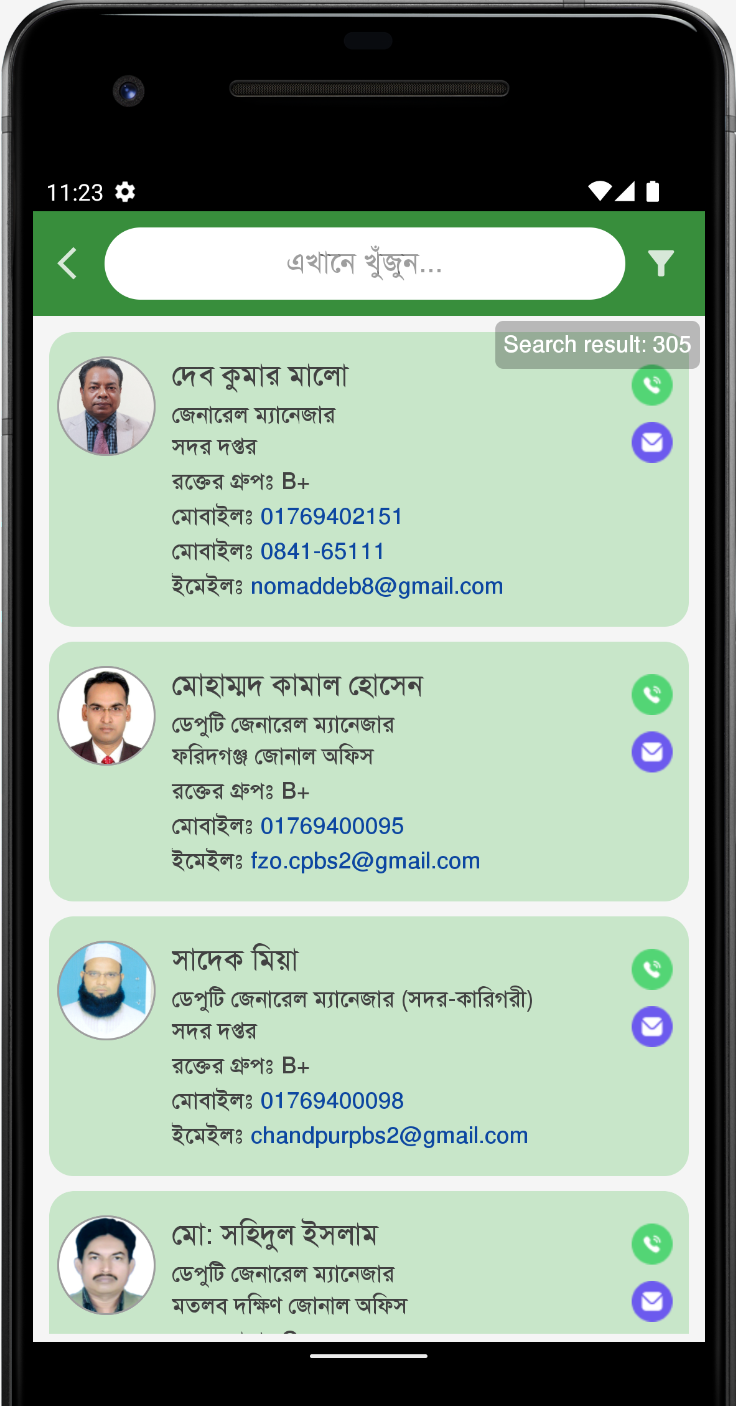 11:23
এখানে খুঁজুন...
Search result: 305
দেব কুমার মালো
জেনারেল ম্যানেজার
সদর দপ্তর
রক্তের গ্রুপঃ B+
মোবাইলঃ 01769402151
মোবাইলঃ 0841-65111
ইমেইলঃ nomaddeb8@gmail.com
মোহাম্মদ কামাল হোসেন
ডেপুটি জেনারেল ম্যানেজার
ফরিদগঞ্জ জোনাল অফিস
রক্তের গ্রুপঃ B+
মোবাইলঃ 01769400095
ইমেইলঃ fzo.cpbs2@gmail.com
সাদেক মিয়া
ডেপুটি জেনারেল ম্যানেজার (সদর-কারিগরী)
সদর দপ্তর
রক্তের গ্রুপঃ B+
মোবাইলঃ 01769400098
ইমেইলঃ chandpurpbs2@gmail.com
মো: সহিদুল ইসলাম
ডেপুটি জেনারেল ম্যানেজার
মতলব দক্ষিণ জোনাল অফিস